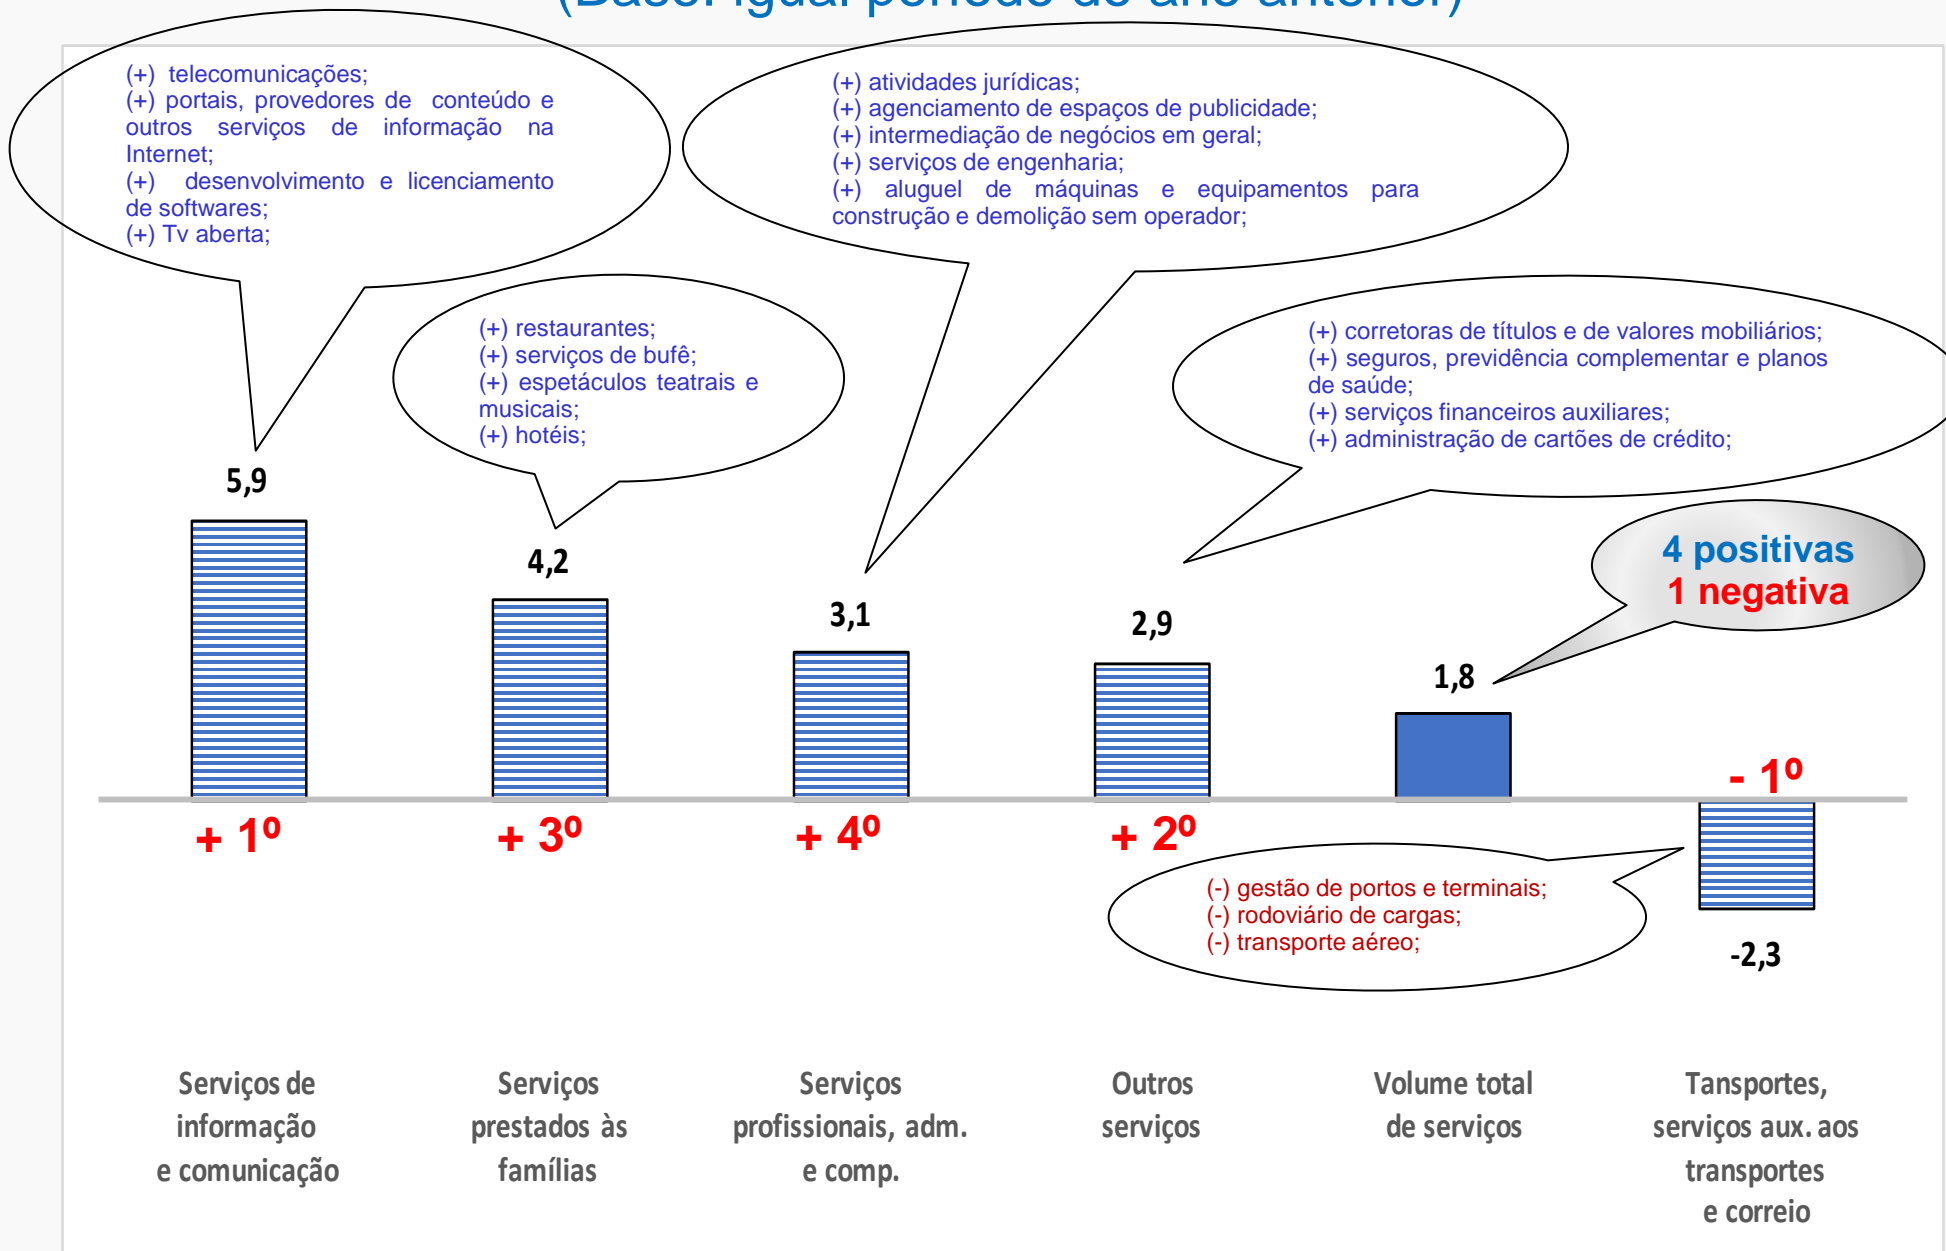 (Base: igual período do ano anterior)
(+) telecomunicações;
(+) portais, provedores de conteúdo e
outros serviços de informação na
Internet;
(+) desenvolvimento e licenciamento
de softwares;
(+) Tv aberta;
(+) atividades jurídicas;
(+) agenciamento de espaços de publicidade;
(+) intermediação de negócios em geral;
(+) serviços de engenharia;
(+) aluguel de máquinas e equipamentos para
construção e demolição sem operador;
(+) restaurantes;
(+) serviços de bufê;
(+) espetáculos teatrais e
musicais;
(+) hotéis;
(+) corretoras de títulos e de valores mobiliários;
(+) seguros, previdência complementar e planos
de saúde;
(+) serviços financeiros auxiliares;
(+) administração de cartões de crédito;
4 positivas
1 negativa
5,9
4,2
3,1
2,9
1,8
-2,3
+ 1º
+ 3º
+ 4º
+ 2º
- 1º
(-) gestão de portos e terminais;
(-) rodoviário de cargas;
(-) transporte aéreo;
Serviços de
informação
e comunicação
Serviços
prestados às
famílias
Serviços
profissionais, adm.
e comp.
Outros
serviços
Volume total
de serviços
Tansportes,
serviços aux. aos
transportes
e correio